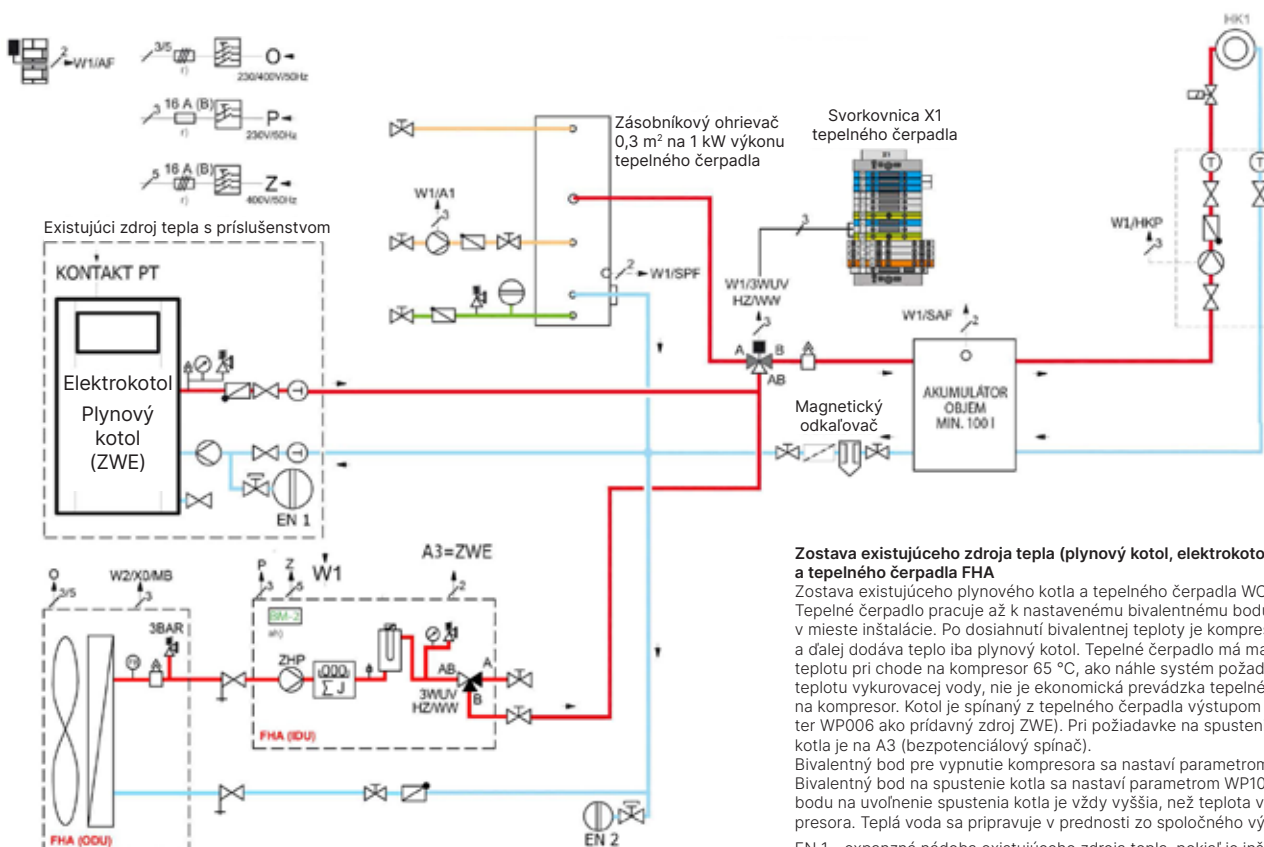 HK1
2
W1/AF
3/5
r)
O
230/400V/50Hz
3
16 A (B)
r)
P
230V/50Hz
5
16 A (B)
r)
Z
400V/50Hz
Zásobníkový ohrievač
0,3 m² na 1 kW výkonu
tepelného čerpadla
Svorkovnica X1
tepelného čerpadla
X1
W1/A1
3
3
T
T
W1/HKP
3
Existujúci zdroj tepla s príslušenstvom
KONTAKT PT
2
W1/SPF
W1/3WUV
HZ/WW
3
W1/SAF
2
A
B
AB
Elektrokotol
Plynový
kotol
(ZWE)
AKUMULÁTOR
OBJEM
MIN. 100 l
Magnetický
odkaľovač
EN 1
A3=ZWE
O
3/5
W2/X0/MB
3
P
3
Z
5
W1
2
BM-2
3BAR
ZHP
ΣJ
AB
A
B
3WUV
HZ/WW
FHA (IDU)
FHA (ODU)
EN 2
Zostava existujúceho zdroja tepla (plynový kotol, elektrokoto
a tepelného čerpadla FHA
Zostava existujúceho plynového kotla a tepelného čerpadla WO
Tepelné čerpadlo pracuje až k nastavenému bivalentnému bodu
v mieste inštalácie. Po dosiahnutí bivalentnej teploty je kompres
a ďalej dodáva teplo iba plynový kotol. Tepelné čerpadlo má ma
teplotu pri chode na kompresor 65 °C, ako náhle systém požad
teplotu vykurovacej vody, nie je ekonomická prevádzka tepelné
na kompresor. Kotol je spínaný z tepelného čerpadla výstupom
ter WP006 ako prídavný zdroj ZWE). Pri požiadavke na spusten
kotla je na A3 (bezpotenciálový spínač).
Bivalentný bod pre vypnutie kompresora sa nastaví parametrom
Bivalentný bod na spustenie kotla sa nastaví parametrom WP10
bodu na uvoľnenie spustenia kotla je vždy vyššia, než teplota v
presora. Teplá voda sa pripravuje v prednosti zo spoločného vý